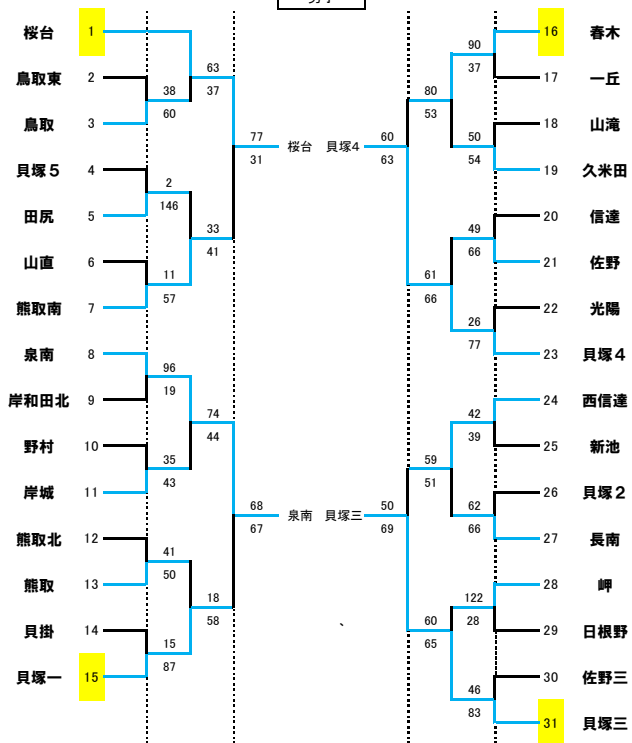 桜台 1
鳥取東 2
鳥取 3
貝塚5 4
田尻 5
山直 6
熊取南 7
泉南 8
岸和田北 9
野村 10
岸城 11
熊取北 12
熊取 13
貝掛 14
貝塚一 15
38
60
2
146
11
57
96
19
35
43
41
50
15
87
63
37
33
41
74
44
18
58
77
31
68
67
桜台 貝塚4
泉南 貝塚三
60
63
50
69
80
53
61
66
59
51
60
65
90
37
50
54
49
66
26
77
42
39
62
66
122
28
46
83
16 春木
17 一丘
18 山滝
19 久米田
20 信達
21 佐野
22 光陽
23 貝塚4
24 西信達
25 新池
26 貝塚2
27 長南
28 岬
29 日根野
30 佐野三
31 貝塚三
、